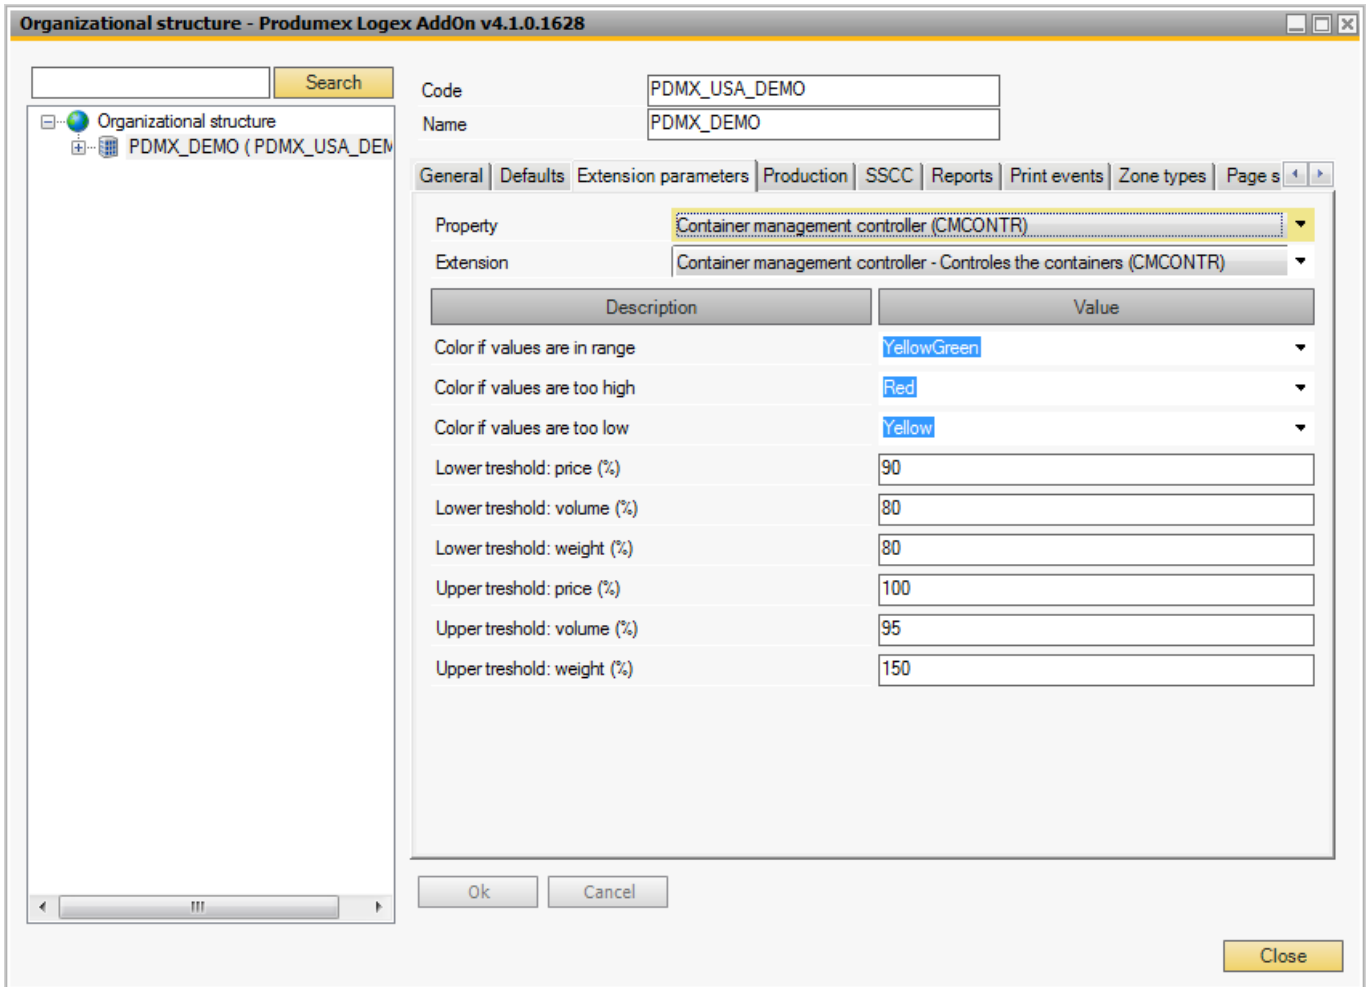 Organizational structure - Produmex Logex AddOn v4.1.0.1628
Search
Organizational structure
PDMX_DEMO ( PDMX_USA_DEM
Code PDMX_USA_DEMO
Name PDMX_DEMO
General Defaults Extension parameters Production SSCC Reports Print events Zone types Page s
Property Container management controller (CMCONTR)
Extension Container management controller - Controles the containers (CMCONTR)
Description Value
Color if values are in range YellowGreen
Color if values are too high Red
Color if values are too low Yellow
Lower treshold: price (%) 90
Lower treshold: volume (%) 80
Lower treshold: weight (%) 80
Upper treshold: price (%) 100
Upper treshold: volume (%) 95
Upper treshold: weight (%) 150
Ok Cancel
Close